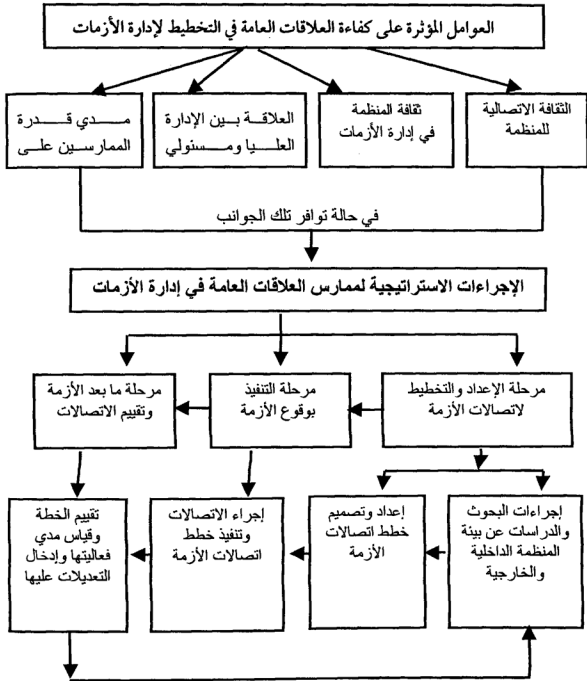 العوامل المؤثرة على كفاءة العلاقات العامة في التخطيط لإدارة الأزمات
الثقافة الاتصالية
للمنظمة
ثقافة المنظمة
في إدارة الأزمات
العلاقة بين الإدارة
العليا ومسئولي
مدي قدرة
الممارسين على
في حالة توافر تلك الجوانب
الإجراءات الاستراتيجية لممارس العلاقات العامة في إدارة الأزمات
مرحلة الإعداد والتخطيط
لاتصالات الأزمة
مرحلة التنفيذ
بوقوع الأزمة
مرحلة ما بعد الأزمة
وتقييم الاتصالات
إجراءات البحوث
والدراسات عن بيئة
المنظمة الداخلية
والخارجية
إعداد وتصميم
خطط اتصالات
الأزمة
إجراء الاتصالات
وتنفيذ خطط
اتصالات الأزمة
تقييم الخطة
وقياس مدي
فعاليتها وإدخال
التعديلات عليها